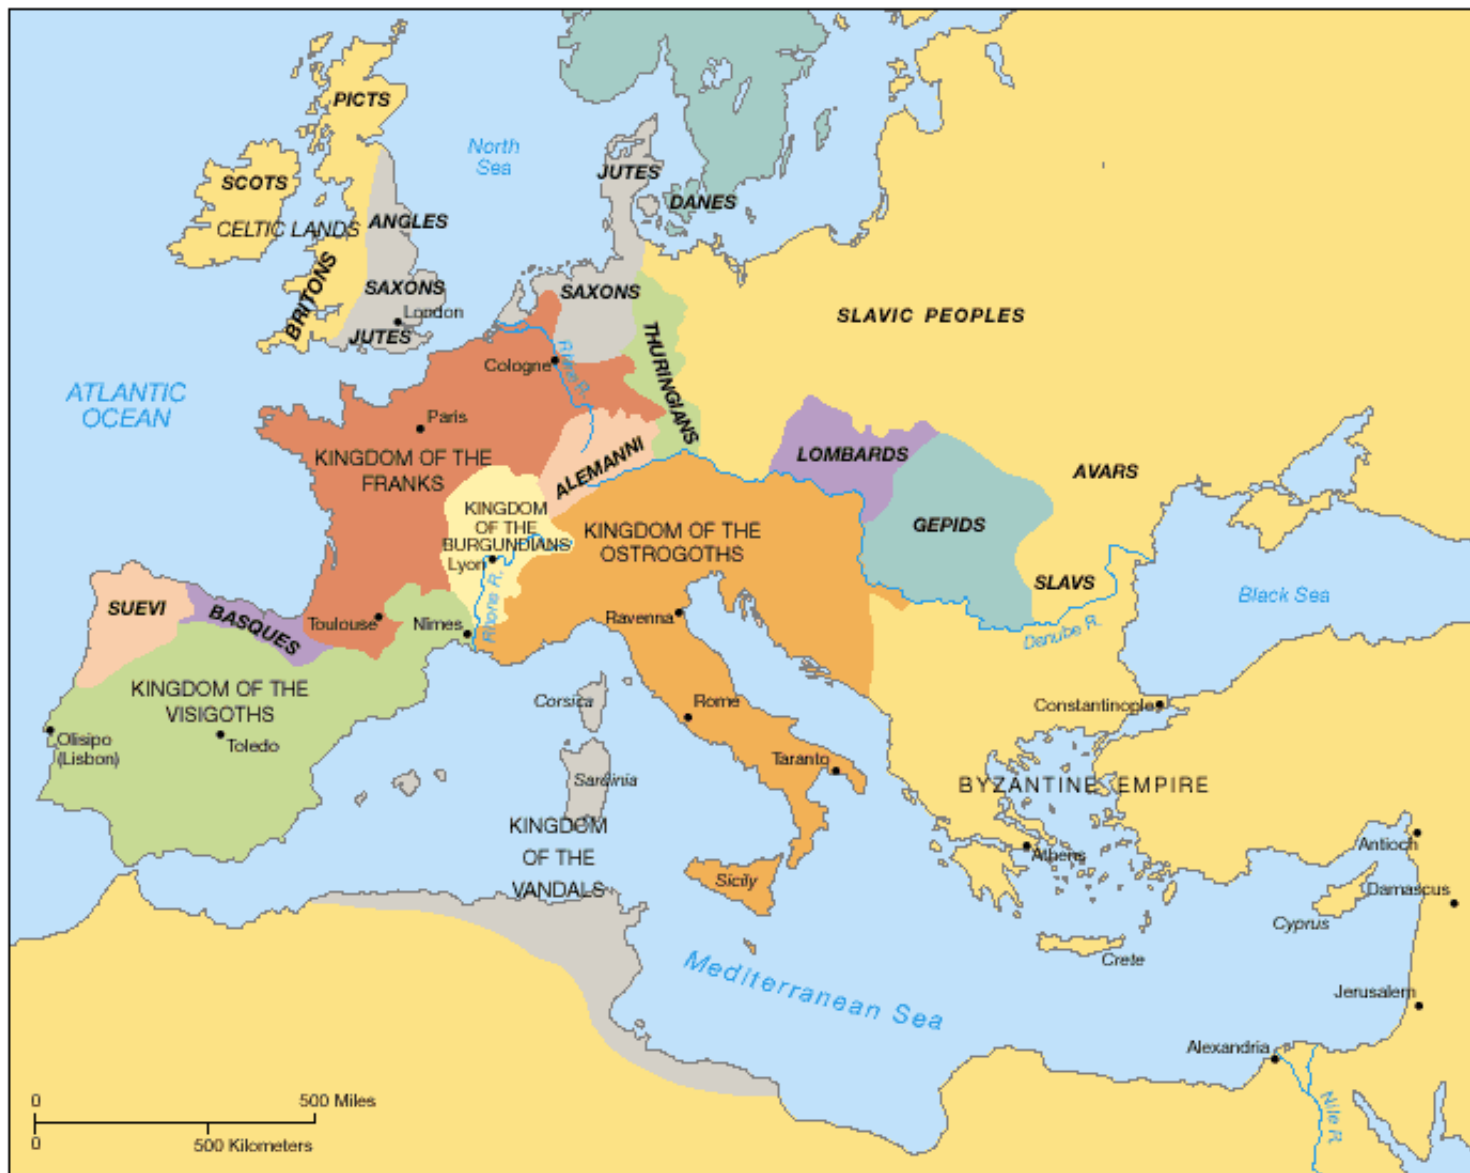 PICTS
North
Sea
SCOTS
JUTES
DANES
CELTIC LANDS
ANGLES
BRITONS
SAXONS
SAXONS
London
JUTES
SLAVIC PEOPLES
THURINGIANS
Cologne
Rhine R.
ATLANTIC
OCEAN
Paris
KINGDOM OF THE
FRANKS
ALEMANNI
LOMBARDS
AVARS
KINGDOM
OF THE
BURGUNDIANS
Lyon
KINGDOM OF THE
OSTROGOTHS
GEPIDS
SLAVS
Black Sea
SUEVI
BASQUES
Toulouse
Nîmes
Rhone R.
Ravenna
Danube R.
KINGDOM OF THE
VISIGOTHS
Corsica
Rome
Constantinople
Olisipo
(Lisbon)
Toledo
Sardinia
Taranto
BYZANTINE EMPIRE
KINGDOM
OF THE
VANDALS
Athens
Antioch
Sicily
Damascus
Cyprus
Crete
Mediterranean Sea
Jerusalem
Alexandria
Nile R.
0 500 Miles
0 500 Kilometers